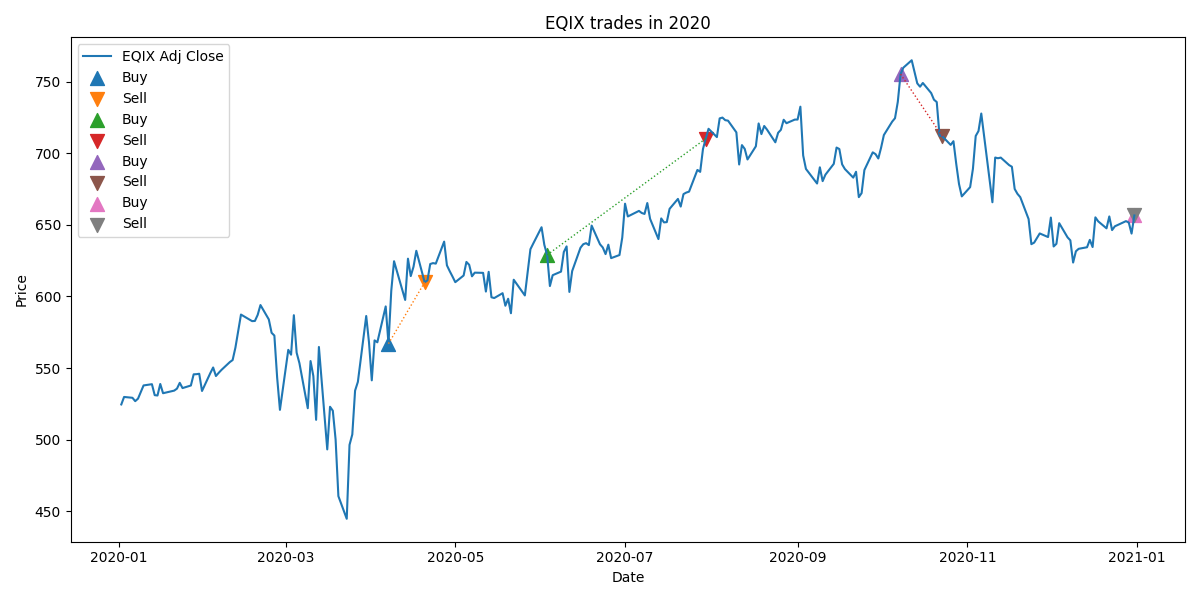 EQIX trades in 2020
EQIX Adj Close
Buy
Sell
Buy
Sell
Buy
Sell
Buy
Sell
Price
750
700
650
600
550
500
450
2020-01
2020-03
2020-05
2020-07
2020-09
2020-11
2021-01
Date